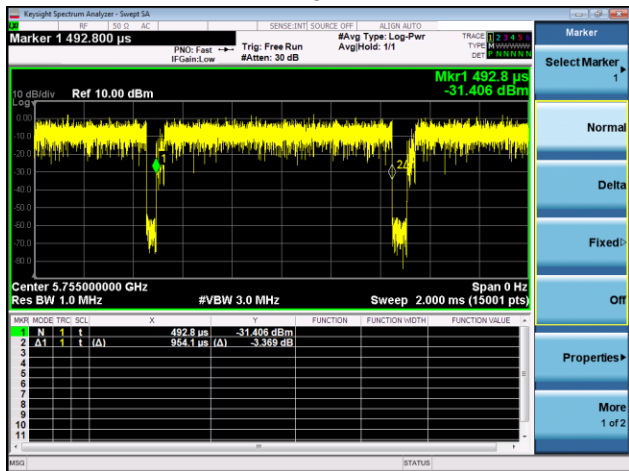 Keysight Spectrum Analyzer - Swept SA
RF 50 Ω AC SENSE:INT SOURCE OFF ALIGN AUTO
Marker 1 492.800 µs
PNO: Fast
IFGain:Low
Trig: Free Run
#Atten: 30 dB
#Avg Type: Log-Pwr
Avg|Hold: 1/1
TRACE 1 2 3 4 5 6
TYPE M WWWWW
DET P NNNNN
Marker
Select Marker
1
Normal
Delta
Fixed
Off
Properties
More
1 of 2
Mkr1 492.8 µs
-31.406 dBm
10 dB/div Ref 10.00 dBm
Log
0.00
-10.0
-20.0
-30.0
-40.0
-50.0
-60.0
-70.0
-80.0
1
2Δ
Center 5.755000000 GHz Span 0 Hz
Res BW 1.0 MHz #VBW 3.0 MHz Sweep 2.000 ms (15001 pts)
MKR MODE TRC SCL X Y FUNCTION FUNCTION WIDTH FUNCTION VALUE
1 N 1 t 492.8 µs -31.406 dBm
2 Δ1 1 t (Δ) 954.1 µs (Δ) -3.369 dB
3
4
5
6
7
8
9
10
11
MSG STATUS